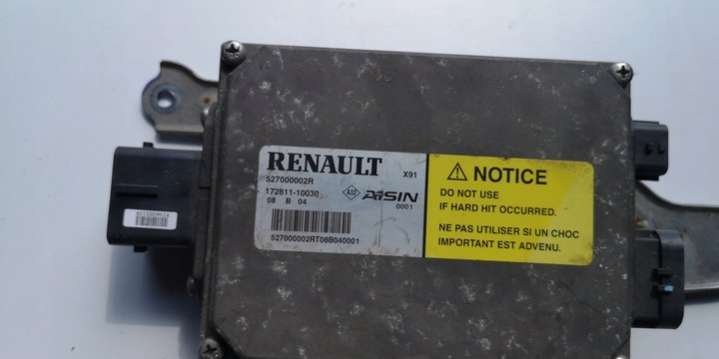 RENAULT X91
527000002R
172811-10030
08 B 04
ADS AISIN
0001
527000002RT08B040001
NOTICE
DO NOT USE
IF HARD HIT OCCURRED.
NE PAS UTILISER SI UN CHOC
IMPORTANT EST ADVENU.